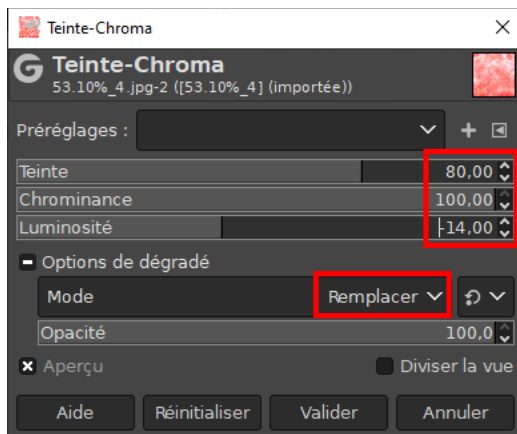 Teinte-Chroma
Teinte-Chroma
53.10%_4.jpg-2 ([53.10%_4] (importée))
Préréglages :
Teinte 80,00
Chrominance 100,00
Luminosité -14,00
Options de dégradé
Mode Remplacer
Opacité 100,0
Aperçu Diviser la vue
Aide Réinitialiser Valider Annuler